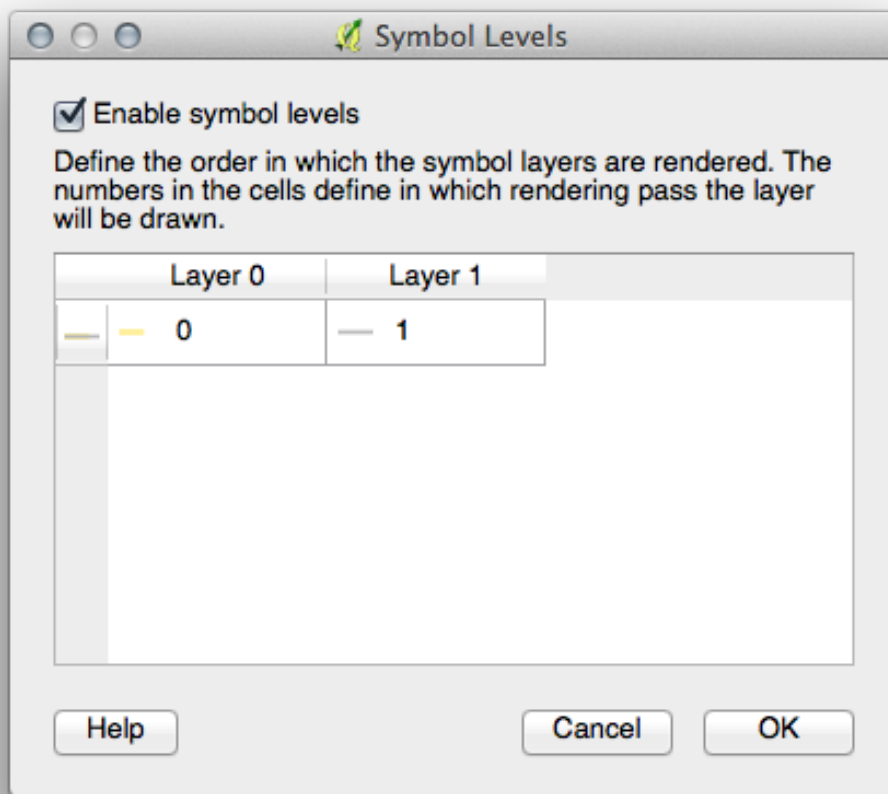 Symbol Levels
Enable symbol levels
Define the order in which the symbol layers are rendered. The
numbers in the cells define in which rendering pass the layer
will be drawn.
Layer 0 Layer 1
0 1
Help Cancel OK